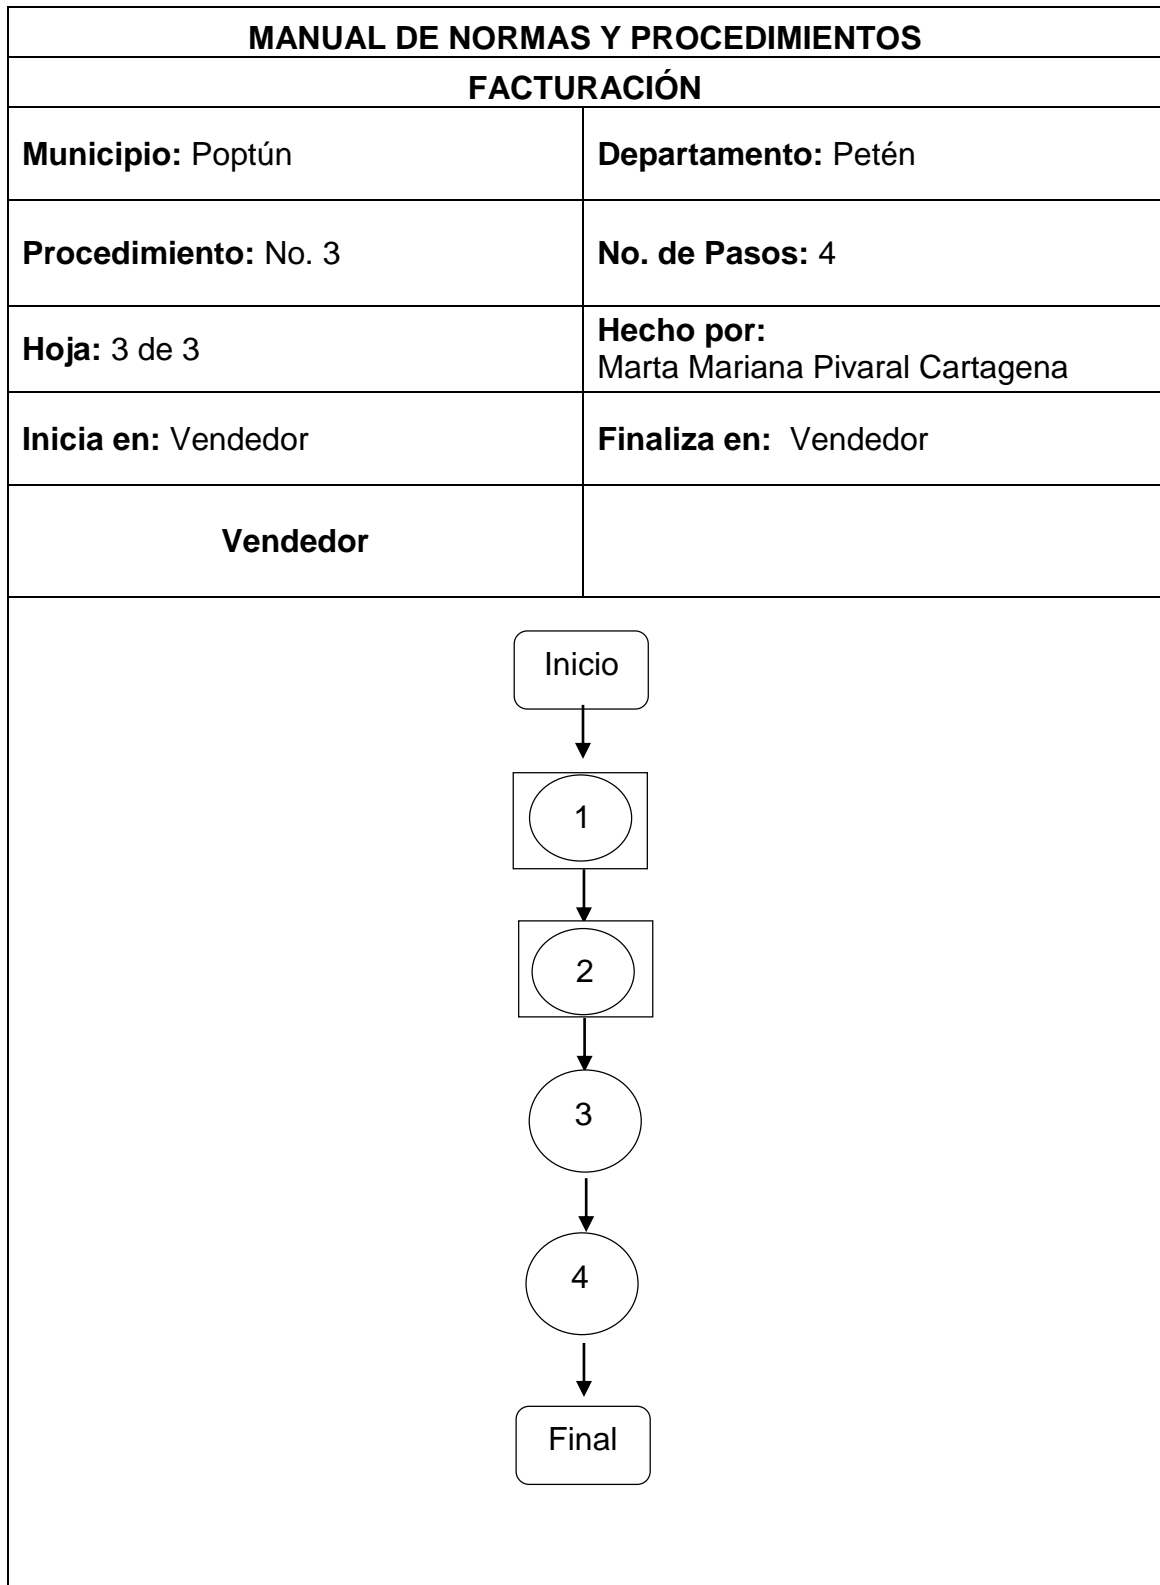 MANUAL DE NORMAS Y PROCEDIMIENTOS
FACTURACIÓN
Municipio: Poptún
Departamento: Petén
Procedimiento: No. 3
No. de Pasos: 4
Hoja: 3 de 3
Hecho por:
Marta Mariana Pivaral Cartagena
Inicia en: Vendedor
Finaliza en: Vendedor
Vendedor
Inicio
1
2
3
4
Final